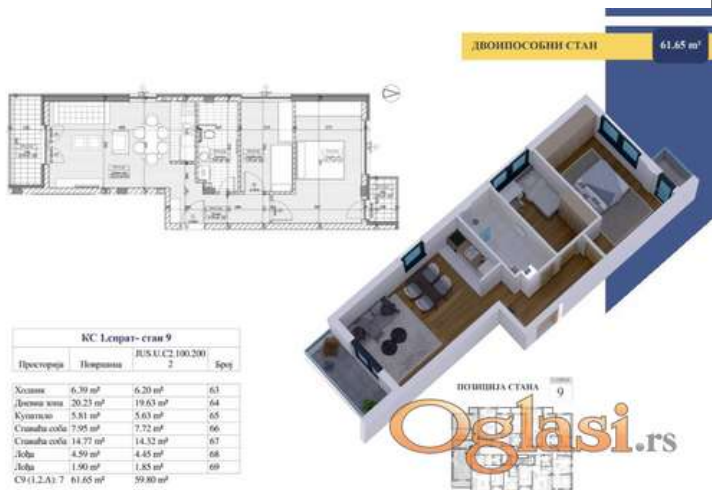 ДВОИПОСОБНИ СТАН 61.65 m²
КС 1.спрат- стан 9
Просторија Површина JUS.U.C2.100.2002 Број
Ходник 6.39 m² 6.20 m² 63
Дневна зона 20.23 m² 19.63 m² 64
Купатило 5.81 m² 5.63 m² 65
Спаваћа соба 7.95 m² 7.72 m² 66
Спаваћа соба 14.77 m² 14.32 m² 67
Лођа 4.59 m² 4.45 m² 68
Лођа 1.90 m² 1.85 m² 69
С9 (1.2.А): 7 61.65 m² 59.80 m²
ПОЗИЦИЈА СТАНА
9
Oglasi.rs